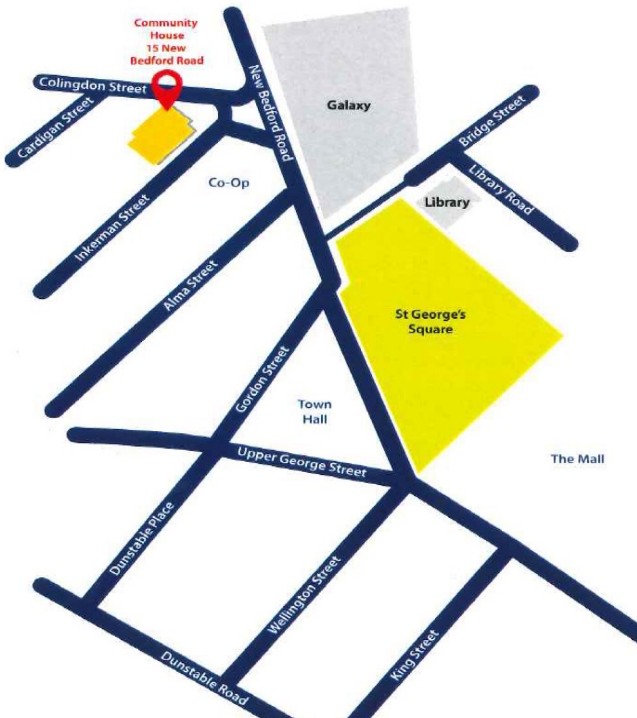 Community
House
15 New
Bedford Road
Colingdon Street
Cardigan Street
New Bedford Road
Galaxy
Bridge Street
Library Road
Library
Co-Op
Inkerman Street
Alma Street
St George's
Square
Gordon Street
Town
Hall
Upper George Street
The Mall
Dunstable Place
Wellington Street
King Street
Dunstable Road